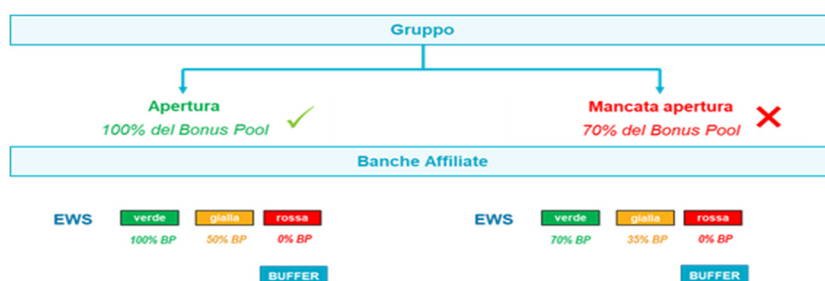 Gruppo
Apertura
100% del Bonus Pool
Mancata apertura
70% del Bonus Pool
Banche Affiliate
EWS verde gialla rossa
100% BP 50% BP 0% BP
BUFFER
EWS verde gialla rossa
70% BP 35% BP 0% BP
BUFFER